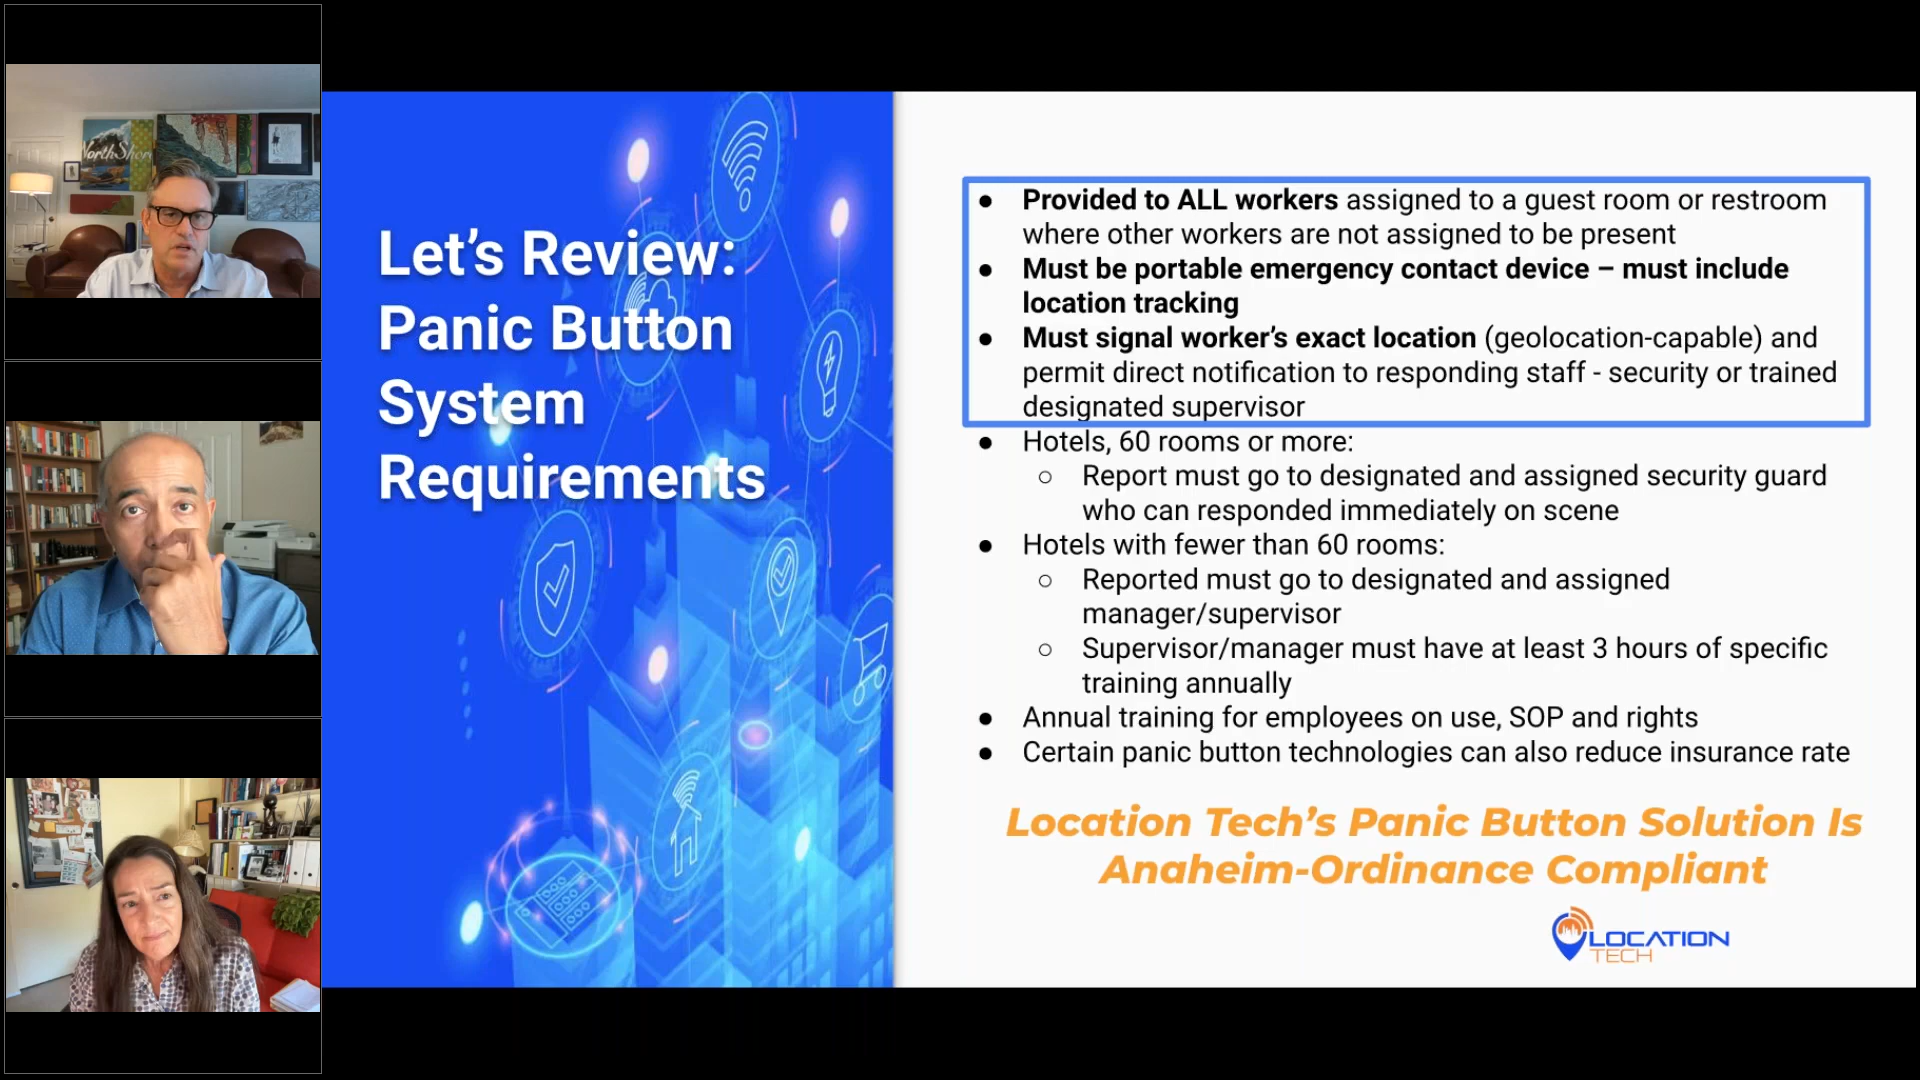 NorthShor
Let's Review:
Panic Button
System
Requirements
● Provided to ALL workers assigned to a guest room or restroom
where other workers are not assigned to be present
● Must be portable emergency contact device – must include
location tracking
● Must signal worker's exact location (geolocation-capable) and
permit direct notification to responding staff - security or trained
designated supervisor
● Hotels, 60 rooms or more:
○ Report must go to designated and assigned security guard
who can responded immediately on scene
● Hotels with fewer than 60 rooms:
○ Reported must go to designated and assigned
manager/supervisor
○ Supervisor/manager must have at least 3 hours of specific
training annually
● Annual training for employees on use, SOP and rights
● Certain panic button technologies can also reduce insurance rate
Location Tech's Panic Button Solution Is
Anaheim-Ordinance Compliant
LOCATION
TECH